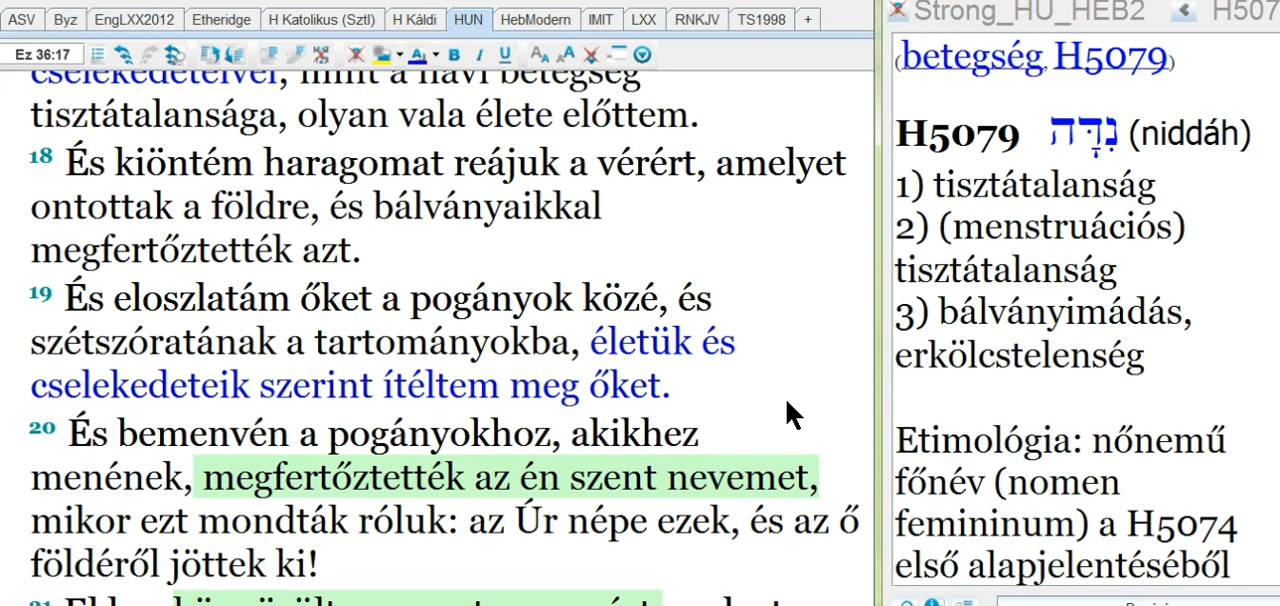 ASV Byz EngLXX2012 Etheridge H Katolikus (Sztl) H Káldi HUN HebModern IMIT LXX RNKJV TS1998 +
Ez 36:17
cselekedeteivel, mint a havi betegség
tisztátalansága, olyan vala élete előttem.
18 És kiöntém haragomat reájuk a vérért, amelyet
ontottak a földre, és bálványaikkal
megfertőztették azt.
19 És eloszlatám őket a pogányok közé, és
szétszóratának a tartományokba, életük és
cselekedeteik szerint ítéltem meg őket.
20 És bemenvén a pogányokhoz, akikhez
menének, megfertőztették az én szent nevemet,
mikor ezt mondták róluk: az Úr népe ezek, és az ő
földéről jöttek ki!
Strong_HU_HEB2 H507
(betegség, H5079)
H5079 נִדָּה (niddáh)
1) tisztátalanság
2) (menstruációs)
tisztátalanság
3) bálványimádás,
erkölcstelenség
Etimológia: nőnemű
főnév (nomen
femininum) a H5074
első alapjelentéséből